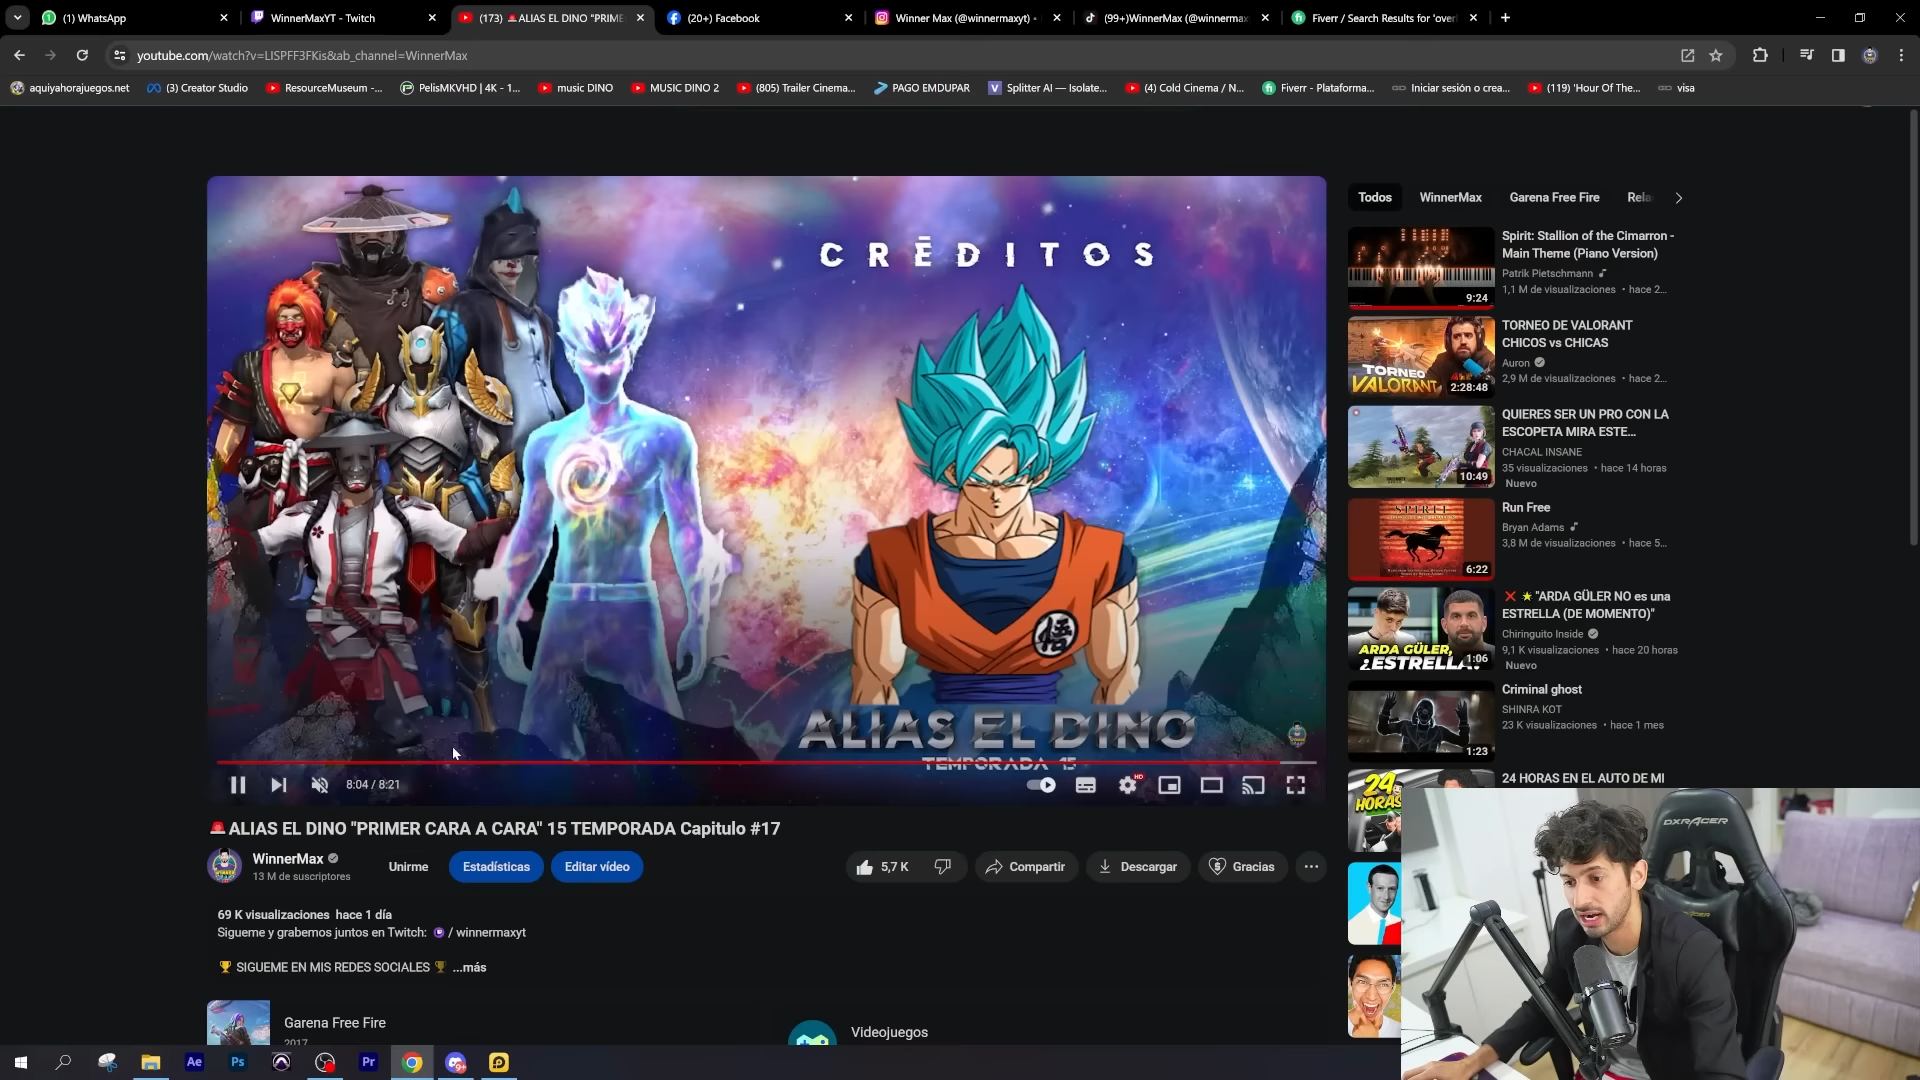 (1) WhatsApp
WinnerMaxYT - Twitch
(173) 🚨ALIAS EL DINO "PRIME
(20+) Facebook
Winner Max (@winnermaxyt) •
(99+)WinnerMax (@winnermax
Fiverr / Search Results for 'over
youtube.com/watch?v=LISPFF3FKis&ab_channel=WinnerMax
aquiyahorajuegos.net
(3) Creator Studio
ResourceMuseum -...
PelisMKVHD | 4K - 1...
music DINO
MUSIC DINO 2
(805) Trailer Cinema...
PAGO EMDUPAR
Splitter AI — Isolate...
(4) Cold Cinema / N...
Fiverr - Plataforma...
Iniciar sesión o crea...
(119) 'Hour Of The...
visa
CRĒDITOS
ALIAS EL DINO
TEMPORADA 15
8:04 / 8:21
HD
🚨ALIAS EL DINO "PRIMER CARA A CARA" 15 TEMPORADA Capitulo #17
WinnerMax
13 M de suscriptores
Unirme
Estadísticas
Editar vídeo
5,7 K
Compartir
Descargar
Gracias
69 K visualizaciones hace 1 día
Sigueme y grabemos juntos en Twitch: / winnermaxyt
🏆 SIGUEME EN MIS REDES SOCIALES 🏆 ...más
Garena Free Fire
2017
Videojuegos
Todos
WinnerMax
Garena Free Fire
Rela
Spirit: Stallion of the Cimarron -
Main Theme (Piano Version)
Patrik Pietschmann
1,1 M de visualizaciones • hace 2...
9:24
TORNEO DE VALORANT
CHICOS vs CHICAS
Auron
2,9 M de visualizaciones • hace 2...
TORNEO
VALORANT
2:28:48
QUIERES SER UN PRO CON LA
ESCOPETA MIRA ESTE...
CHACAL INSANE
35 visualizaciones • hace 14 horas
Nuevo
10:49
Run Free
Bryan Adams
3,8 M de visualizaciones • hace 5...
SPIRIT
6:22
❌ ⭐ "ARDA GÜLER NO es una
ESTRELLA (DE MOMENTO)"
Chiringuito Inside
9,1 K visualizaciones • hace 20 horas
Nuevo
ARDA GÜLER,
¿ESTRELLA?
1:06
Criminal ghost
SHINRA KOT
23 K visualizaciones • hace 1 mes
1:23
24 HORAS EN EL AUTO DE MI
24
HORAS
DXRACER
Ae
Ps
Pr
9+